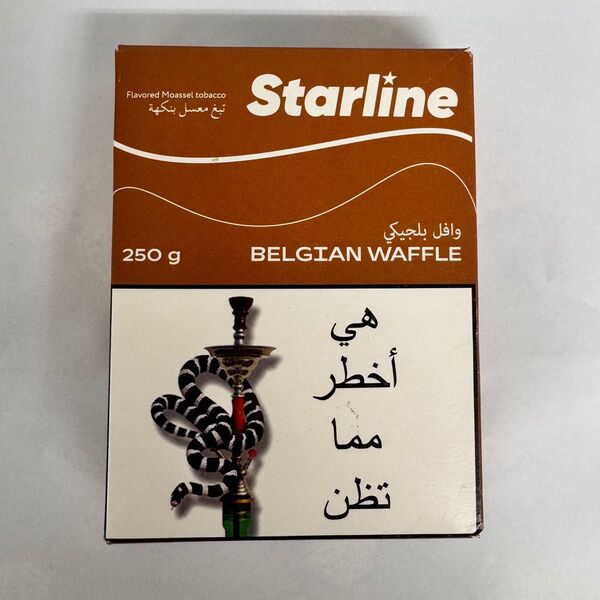 Starline
Flavored Moassel tobacco
تبغ معسل بنكهة
وافل بلجيكي
250 g
BELGIAN WAFFLE
هي
أخطر
مما
تظن